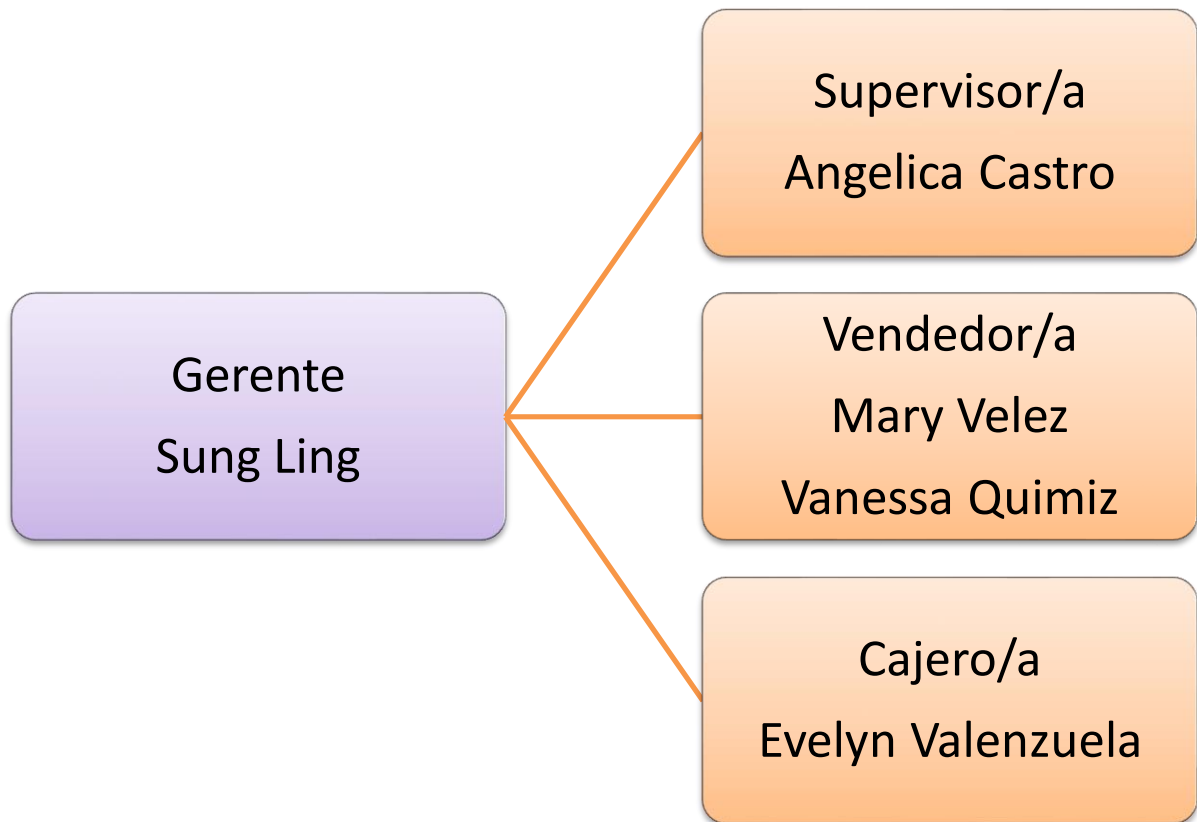 Gerente
Sung Ling
Supervisor/a
Angelica Castro
Vendedor/a
Mary Velez
Vanessa Quimiz
Cajero/a
Evelyn Valenzuela